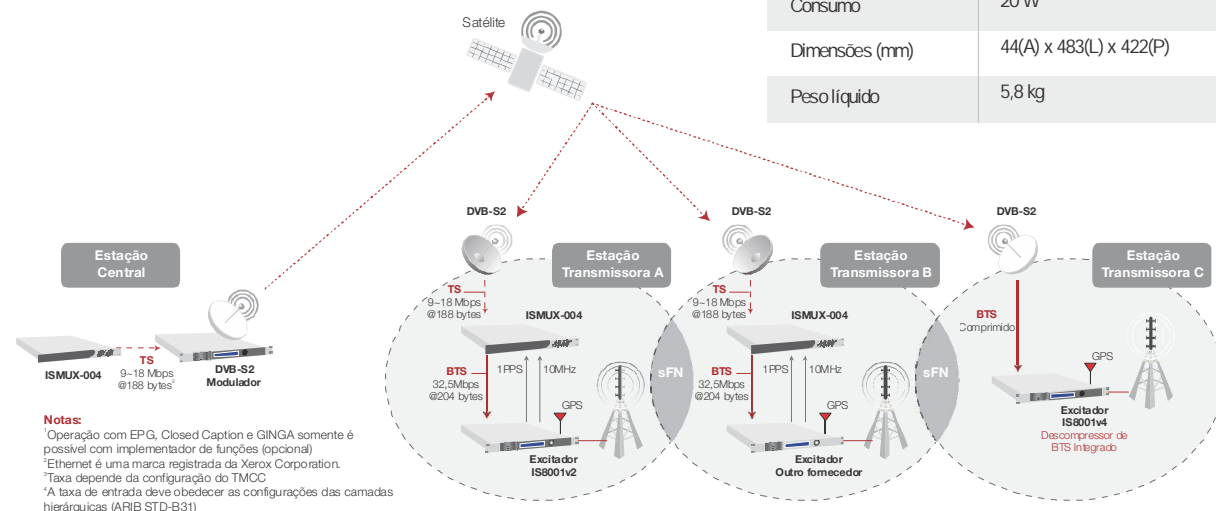 Consumo 20 W
Dimensões (mm) 44(A) x 483(L) x 422(P)
Peso líquido 5,8 kg
Satélite
Estação
Central
ISMUX-004
TS
9~18 Mbps
@188 bytes³
DVB-S2
Modulador
DVB-S2
Estação
Transmissora A
TS
9~18 Mbps
@188 bytes
ISMUX-004
BTS
32,5Mbps
@204 bytes
1PPS
10MHz
GPS
Excitador
IS8001v2
sFN
DVB-S2
Estação
Transmissora B
TS
9~18 Mbps
@188 bytes
ISMUX-004
BTS
32,5Mbps
@204 bytes
1PPS
10MHz
GPS
Excitador
Outro fornecedor
sFN
DVB-S2
Estação
Transmissora C
BTS
Comprimido
GPS
Excitador
IS8001v4
Descompressor de
BTS Integrado
Notas:
¹Operação com EPG, Closed Caption e GINGA somente é
possível com implementador de funções (opcional)
²Ethernet é uma marca registrada da Xerox Corporation.
³Taxa depende da configuração do TMCC
⁴A taxa de entrada deve obedecer as configurações das camadas
hierárquicas (ARIB STD-B31)